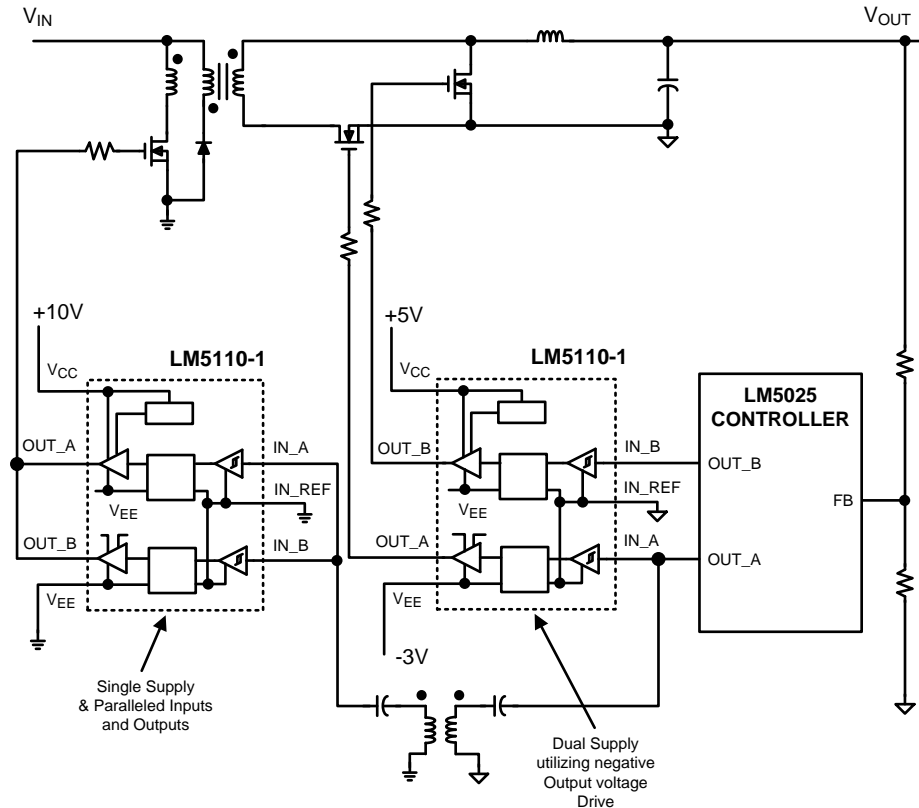 VIN
VOUT
+10V
+5V
LM5110-1
LM5110-1
VCC
VCC
LM5025
CONTROLLER
OUT_A
IN_A
OUT_B
IN_B
OUT_B
IN_REF
IN_REF
FB
VEE
VEE
OUT_B
IN_B
OUT_A
IN_A
OUT_A
VEE
VEE
-3V
Single Supply
& Paralleled Inputs
and Outputs
Dual Supply
utilizing negative
Output voltage
Drive